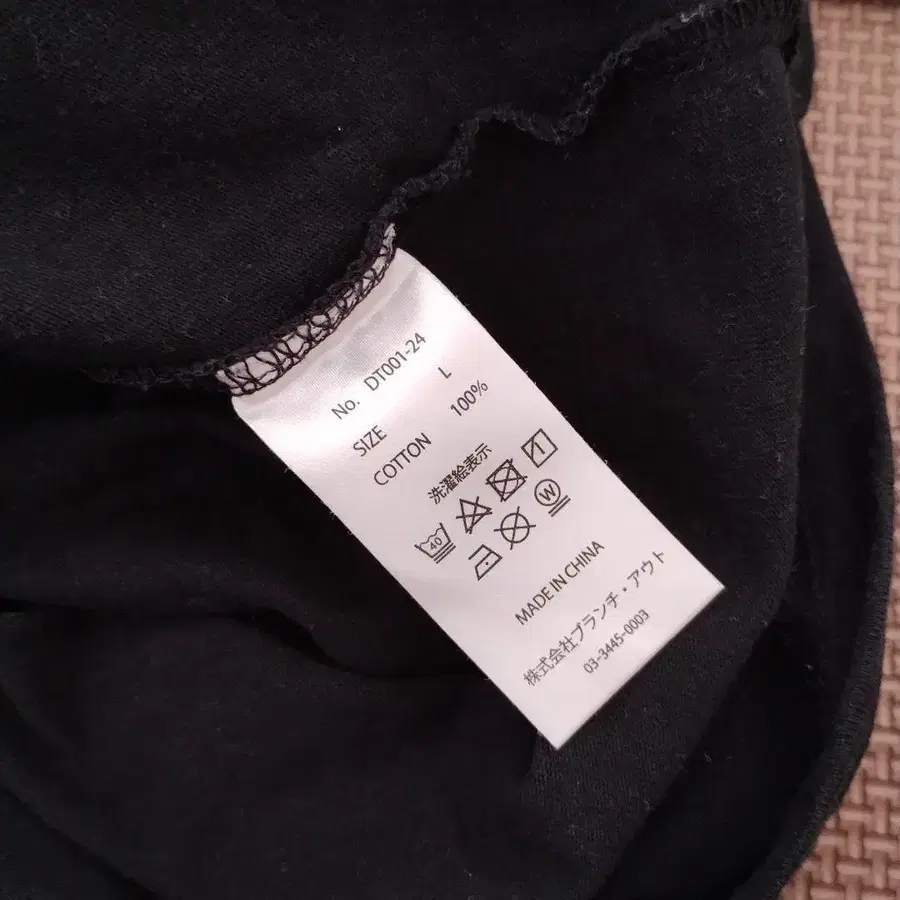 No. DT001-24
SIZE L
COTTON 100%
洗濯絵表示
40
W
MADE IN CHINA
株式会社ブランチ・アウト
03-3445-0003